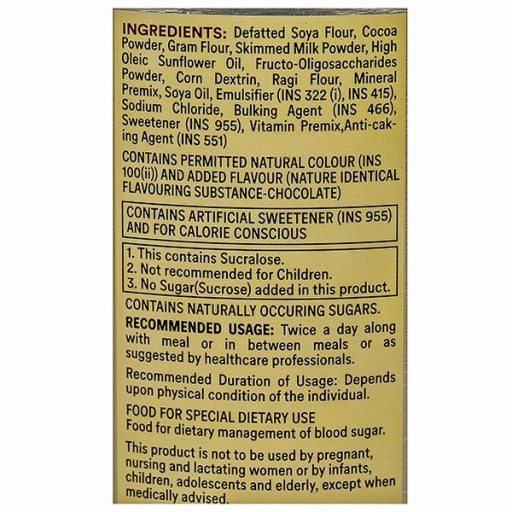 INGREDIENTS: Defatted Soya Flour, Cocoa
Powder, Gram Flour, Skimmed Milk Powder, High
Oleic Sunflower Oil, Fructo-Oligosaccharides
Powder, Corn Dextrin, Ragi Flour, Mineral
Premix, Soya Oil, Emulsifier (INS 322 (i), INS 415),
Sodium Chloride, Bulking Agent (INS 466),
Sweetener (INS 955), Vitamin Premix,Anti-cak-
ing Agent (INS 551)
CONTAINS PERMITTED NATURAL COLOUR (INS
100(ii)) AND ADDED FLAVOUR (NATURE IDENTICAL
FLAVOURING SUBSTANCE-CHOCOLATE)
CONTAINS ARTIFICIAL SWEETENER (INS 955)
AND FOR CALORIE CONSCIOUS
1. This contains Sucralose.
2. Not recommended for Children.
3. No Sugar(Sucrose) added in this product.
CONTAINS NATURALLY OCCURING SUGARS.
RECOMMENDED USAGE: Twice a day along
with meal or in between meals or as
suggested by healthcare professionals.
Recommended Duration of Usage: Depends
upon physical condition of the individual.
FOOD FOR SPECIAL DIETARY USE
Food for dietary management of blood sugar.
This product is not to be used by pregnant,
nursing and lactating women or by infants,
children, adolescents and elderly, except when
medically advised.